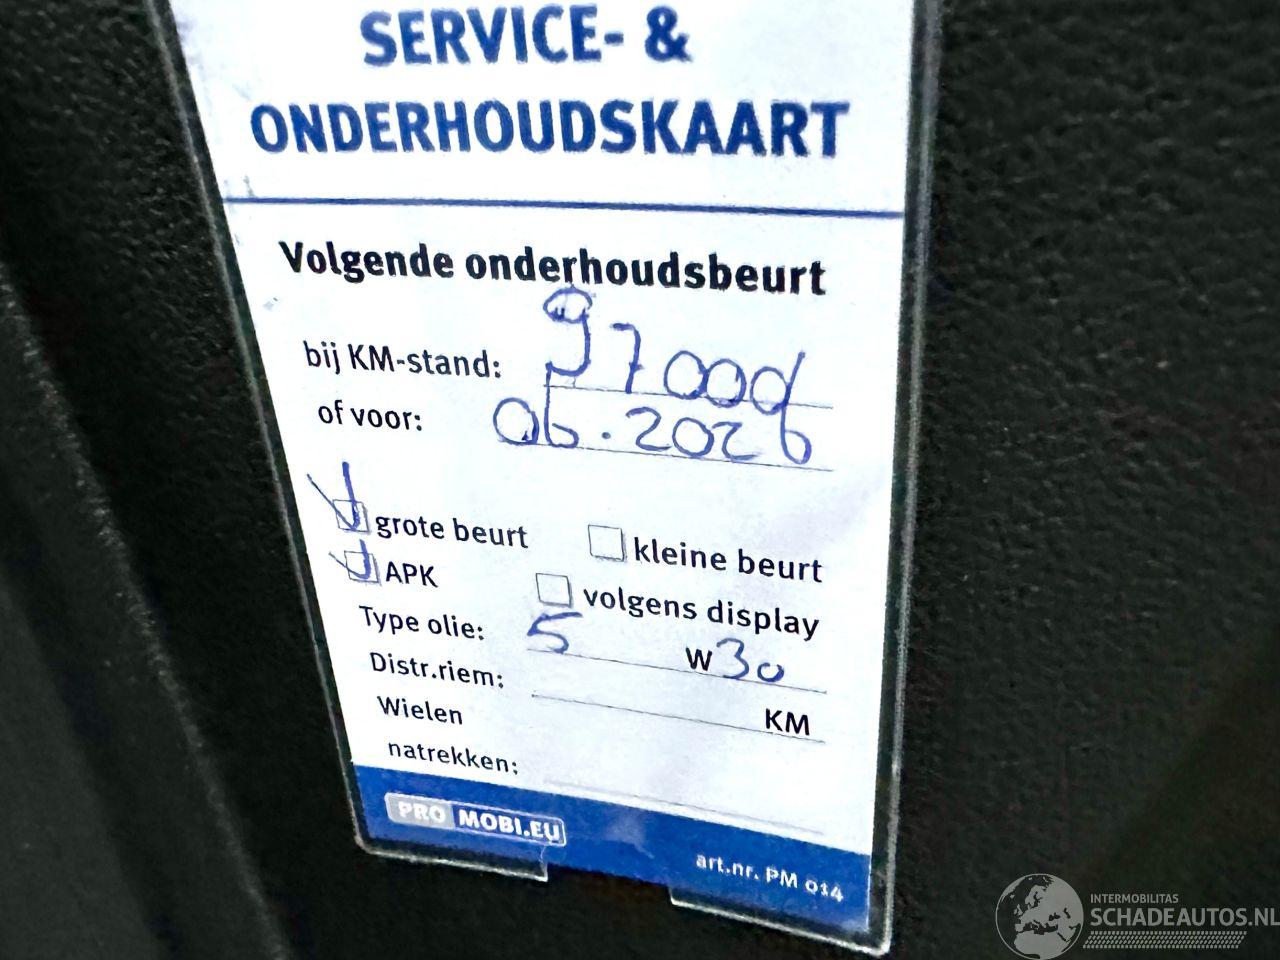 SERVICE- &
ONDERHOUDSKAART
Volgende onderhoudsbeurt
bij KM-stand: 97000
of voor: 06.2026
grote beurt kleine beurt
APK volgens display
Type olie: 5 W30
Distr.riem: KM
Wielen
natrekken:
PRO MOBI.EU
art.nr. PM 014
INTERMOBILITAS
SCHADEAUTOS.NL